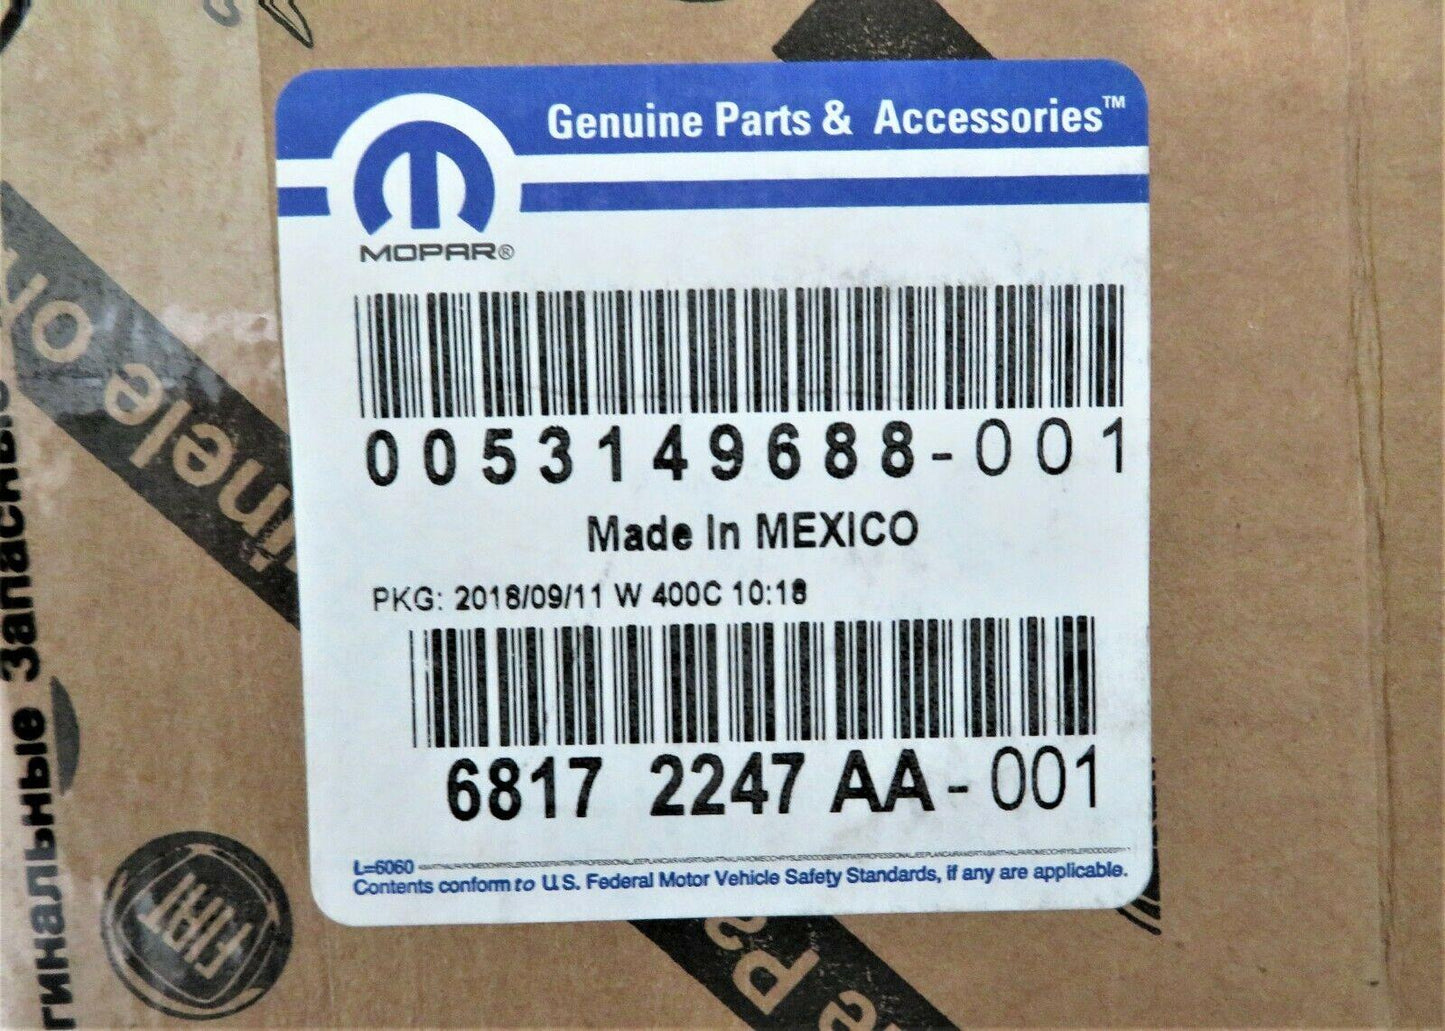 Genuine Parts & Accessories™
MOPAR®
0053149688-001
Made In MEXICO
PKG: 2018/09/11 W 400C 10:18
6817 2247 AA-001
L=6060
Contents conform to U.S. Federal Motor Vehicle Safety Standards, if any are applicable.
гинальные Запасные
FIAT